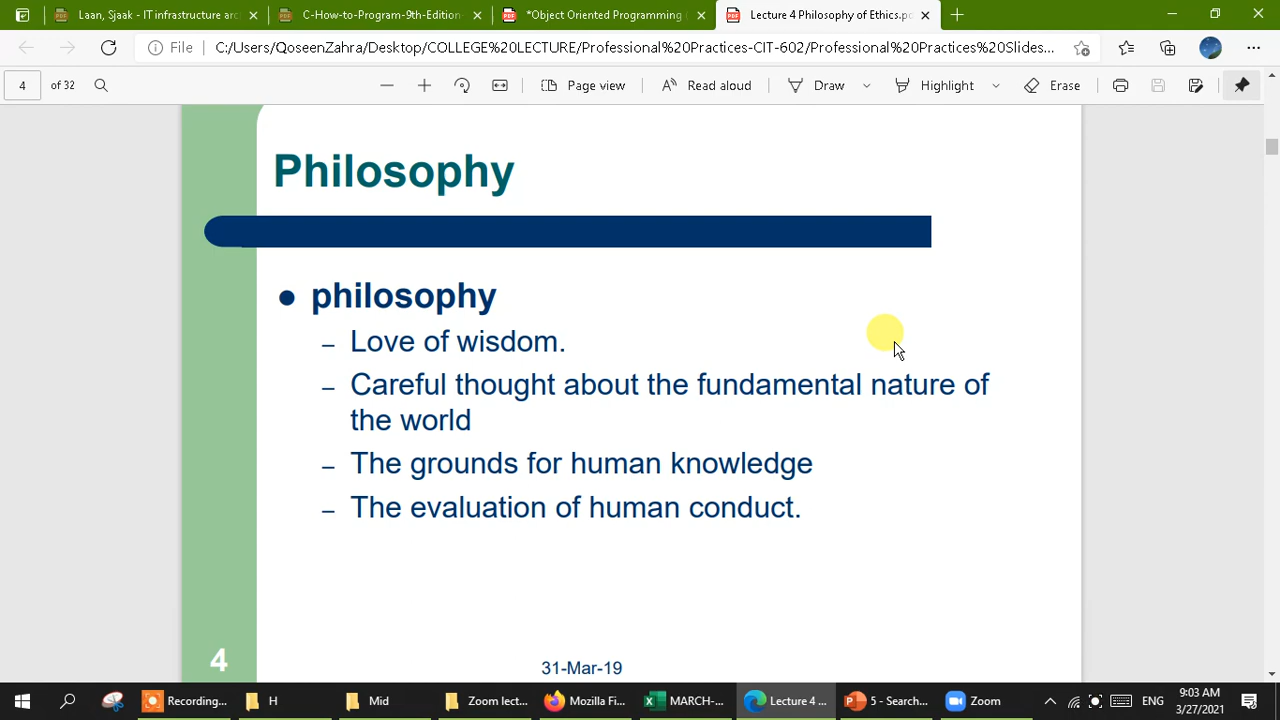 Laan, Sjaak - IT infrastructure arc
C-How-to-Program-9th-Edition-
*Object Oriented Programming (
Lecture 4 Philosophy of Ethics.po
File
C:/Users/QoseenZahra/Desktop/COLLEGE%20LECTURE/Professional%20Practices-CIT-602/Professional%20Practices%20Slides...
4 of 32
Page view
Read aloud
Draw
Highlight
Erase
Philosophy
philosophy
– Love of wisdom.
– Careful thought about the fundamental nature of
the world
– The grounds for human knowledge
– The evaluation of human conduct.
4
31-Mar-19
Recording...
H
Mid
Zoom lect...
Mozilla Fi...
MARCH-...
Lecture 4 ...
5 - Search...
Zoom
ENG
9:03 AM
3/27/2021